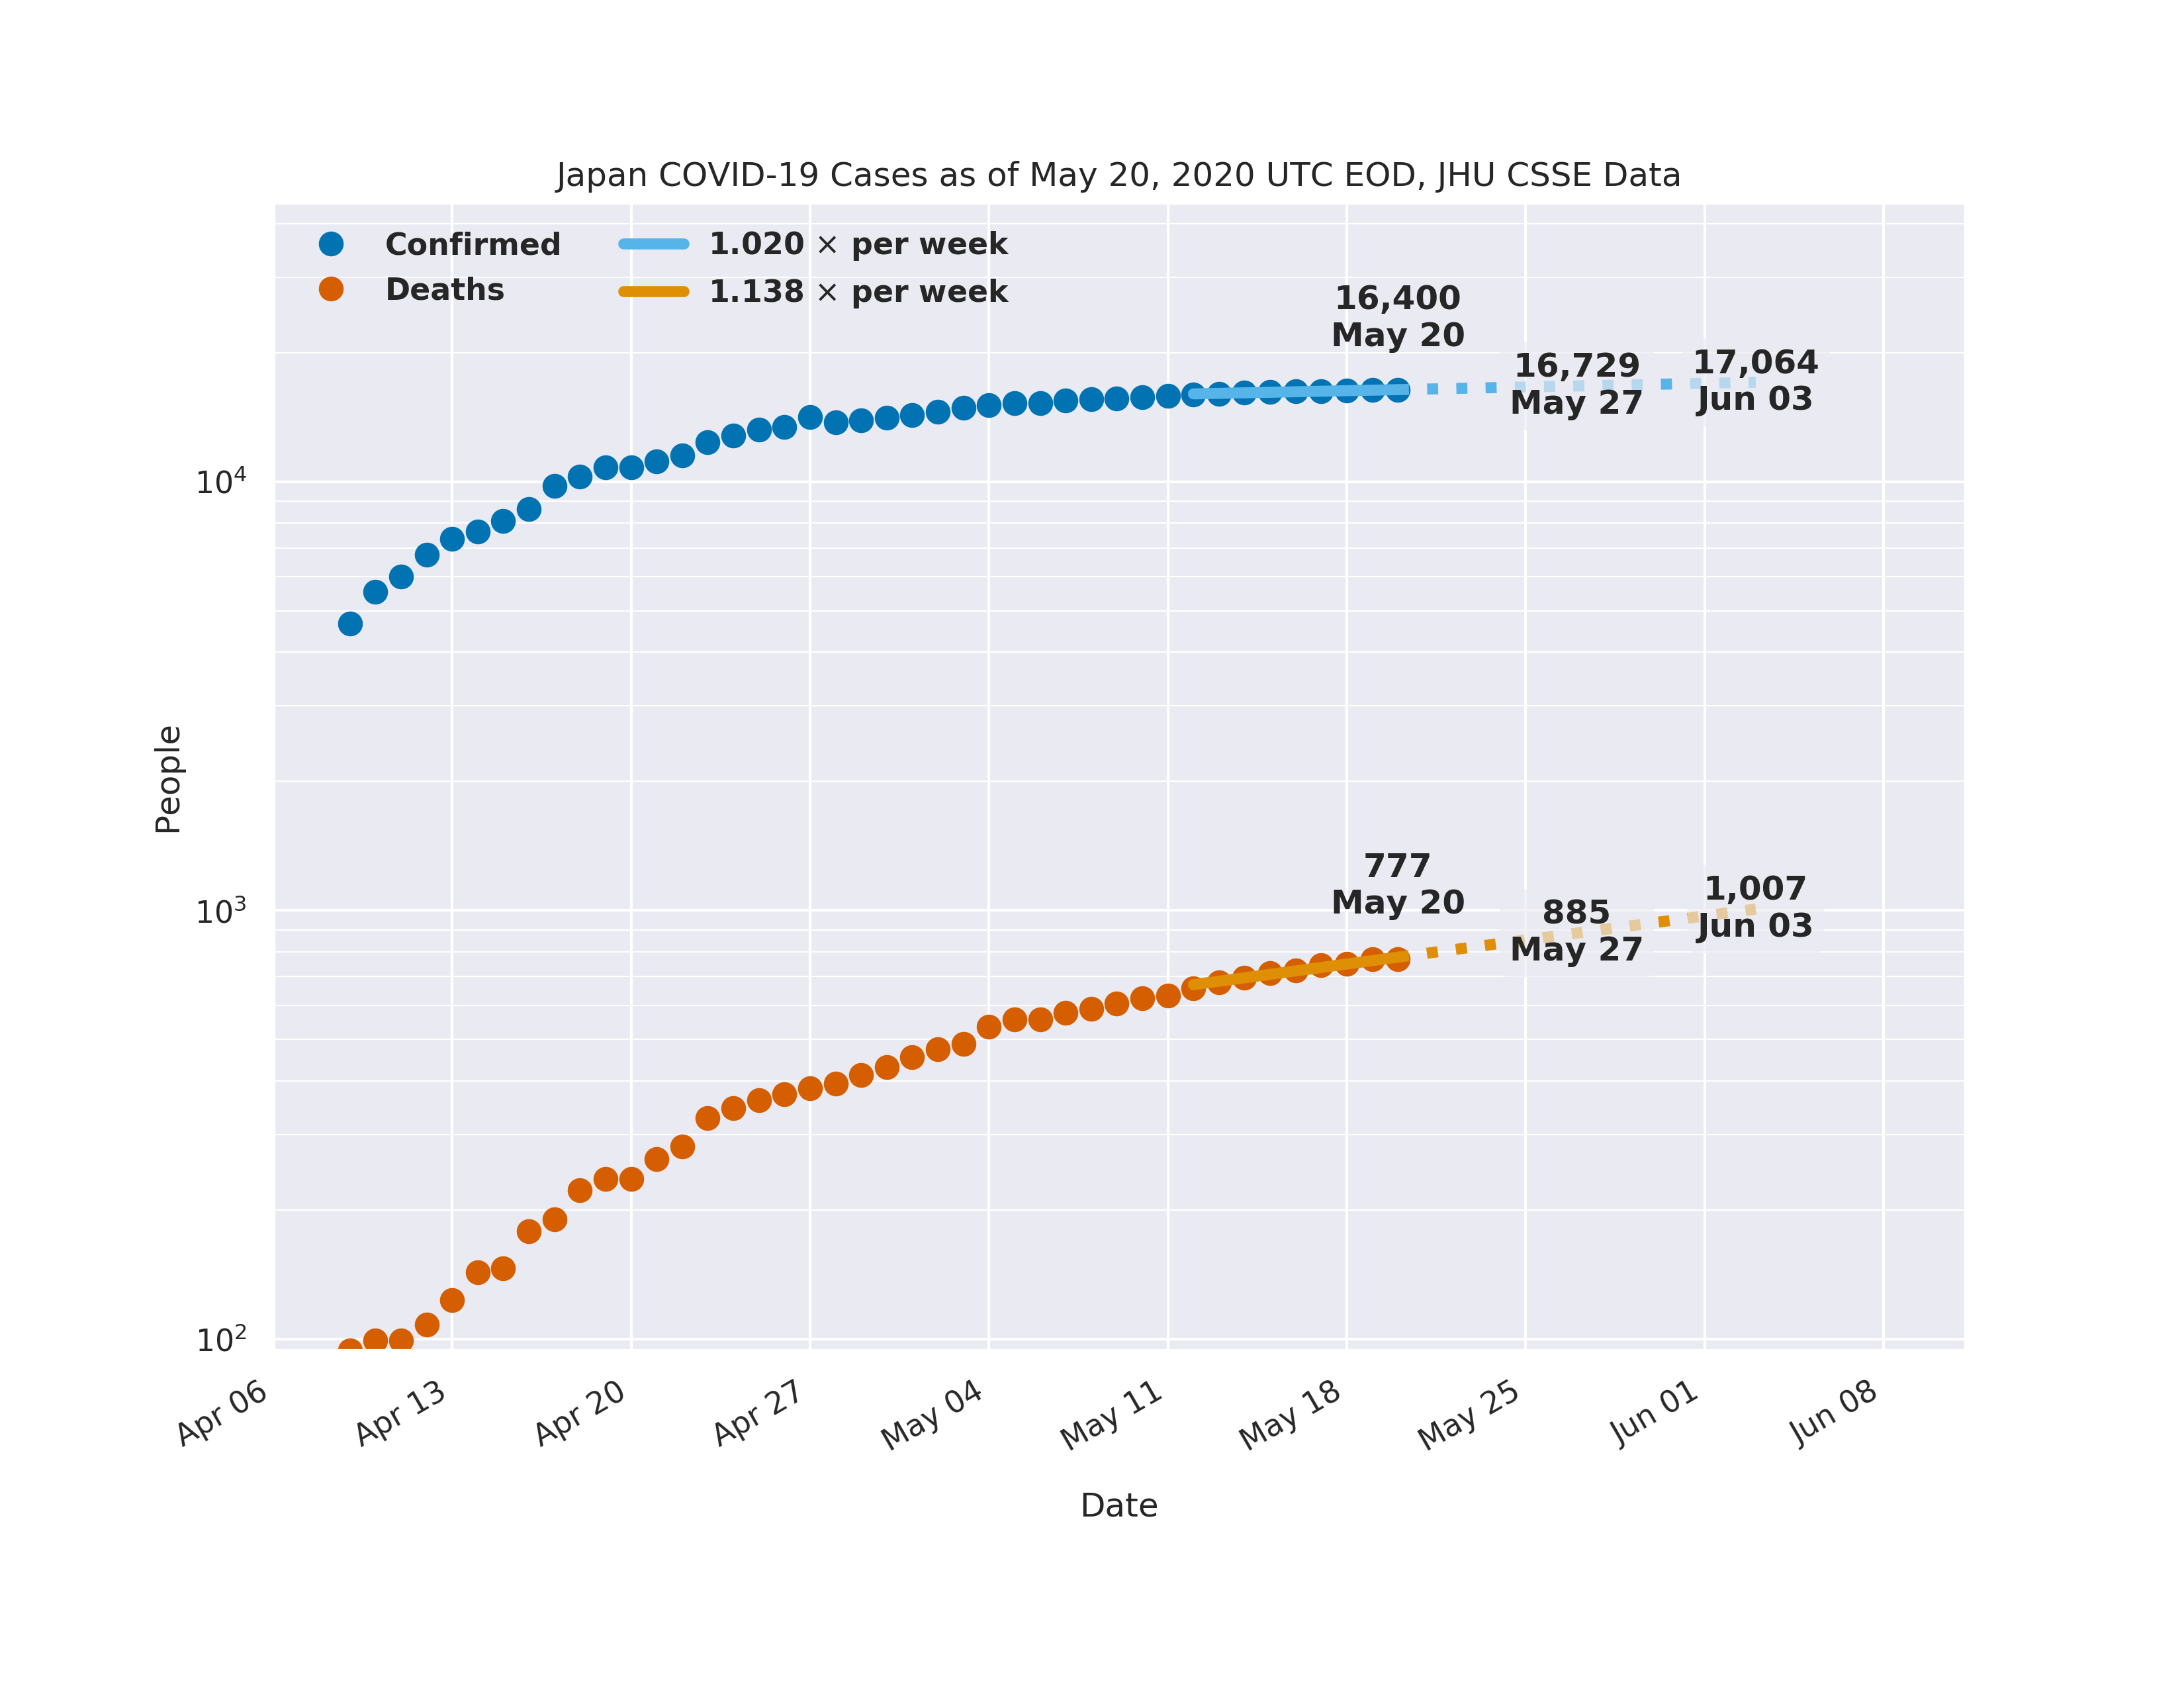 Japan COVID-19 Cases as of May 20, 2020 UTC EOD, JHU CSSE Data
Confirmed
Deaths
1.020 × per week
1.138 × per week
16,400
May 20
16,729
May 27
17,064
Jun 03
777
May 20
885
May 27
1,007
Jun 03
People
10⁴
10³
10²
Apr 06
Apr 13
Apr 20
Apr 27
May 04
May 11
May 18
May 25
Jun 01
Jun 08
Date